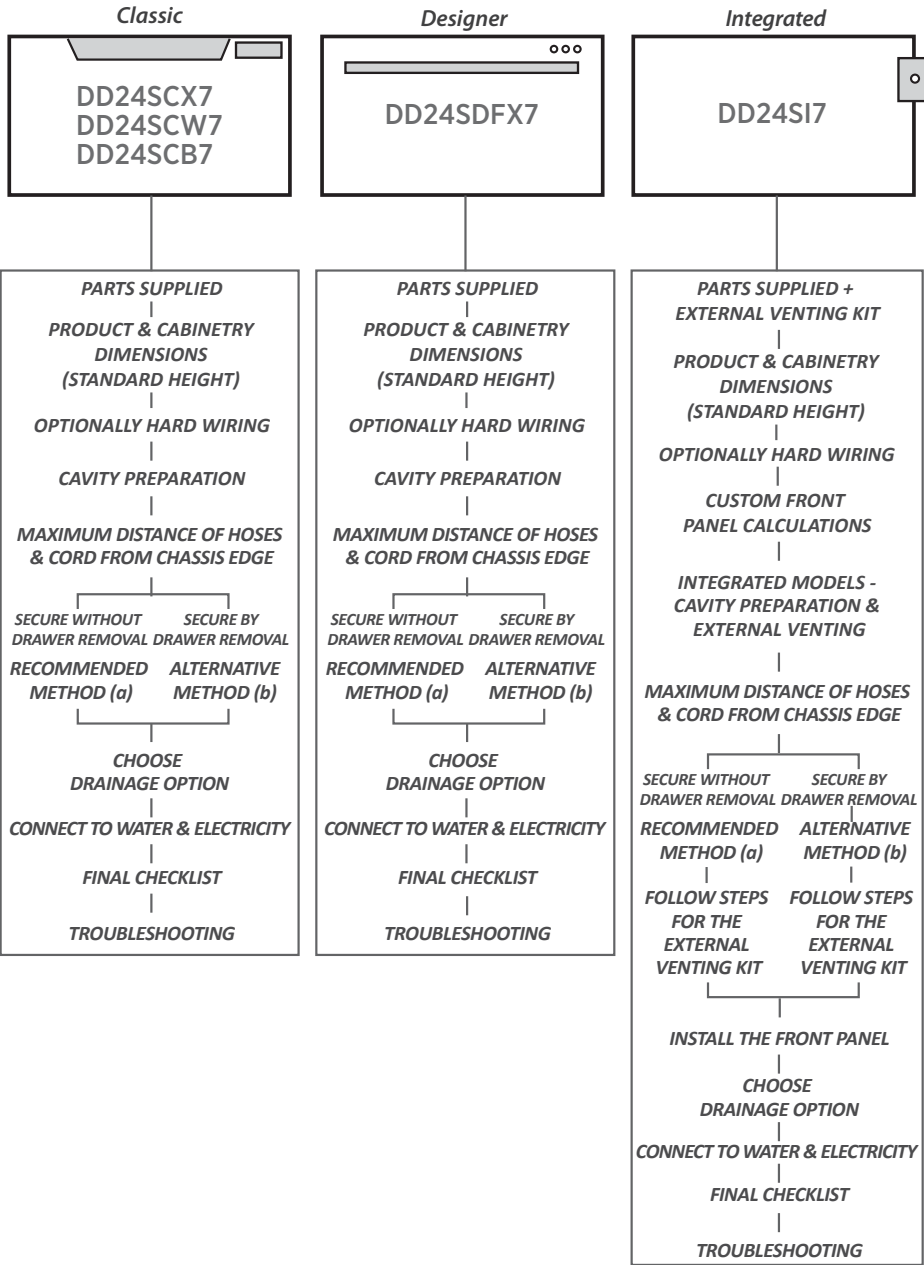 Classic
DD24SCX7
DD24SCW7
DD24SCB7
PARTS SUPPLIED
PRODUCT & CABINETRY
DIMENSIONS
(STANDARD HEIGHT)
OPTIONALLY HARD WIRING
CAVITY PREPARATION
MAXIMUM DISTANCE OF HOSES
& CORD FROM CHASSIS EDGE
SECURE WITHOUT
DRAWER REMOVAL
RECOMMENDED
METHOD (a)
SECURE BY
DRAWER REMOVAL
ALTERNATIVE
METHOD (b)
CHOOSE
DRAINAGE OPTION
CONNECT TO WATER & ELECTRICITY
FINAL CHECKLIST
TROUBLESHOOTING
Designer
DD24SDFX7
PARTS SUPPLIED
PRODUCT & CABINETRY
DIMENSIONS
(STANDARD HEIGHT)
OPTIONALLY HARD WIRING
CAVITY PREPARATION
MAXIMUM DISTANCE OF HOSES
& CORD FROM CHASSIS EDGE
SECURE WITHOUT
DRAWER REMOVAL
RECOMMENDED
METHOD (a)
SECURE BY
DRAWER REMOVAL
ALTERNATIVE
METHOD (b)
CHOOSE
DRAINAGE OPTION
CONNECT TO WATER & ELECTRICITY
FINAL CHECKLIST
TROUBLESHOOTING
Integrated
DD24SI7
PARTS SUPPLIED +
EXTERNAL VENTING KIT
PRODUCT & CABINETRY
DIMENSIONS
(STANDARD HEIGHT)
OPTIONALLY HARD WIRING
CUSTOM FRONT
PANEL CALCULATIONS
INTEGRATED MODELS -
CAVITY PREPARATION &
EXTERNAL VENTING
MAXIMUM DISTANCE OF HOSES
& CORD FROM CHASSIS EDGE
SECURE WITHOUT
DRAWER REMOVAL
RECOMMENDED
METHOD (a)
FOLLOW STEPS
FOR THE
EXTERNAL
VENTING KIT
SECURE BY
DRAWER REMOVAL
ALTERNATIVE
METHOD (b)
FOLLOW STEPS
FOR THE
EXTERNAL
VENTING KIT
INSTALL THE FRONT PANEL
CHOOSE
DRAINAGE OPTION
CONNECT TO WATER & ELECTRICITY
FINAL CHECKLIST
TROUBLESHOOTING